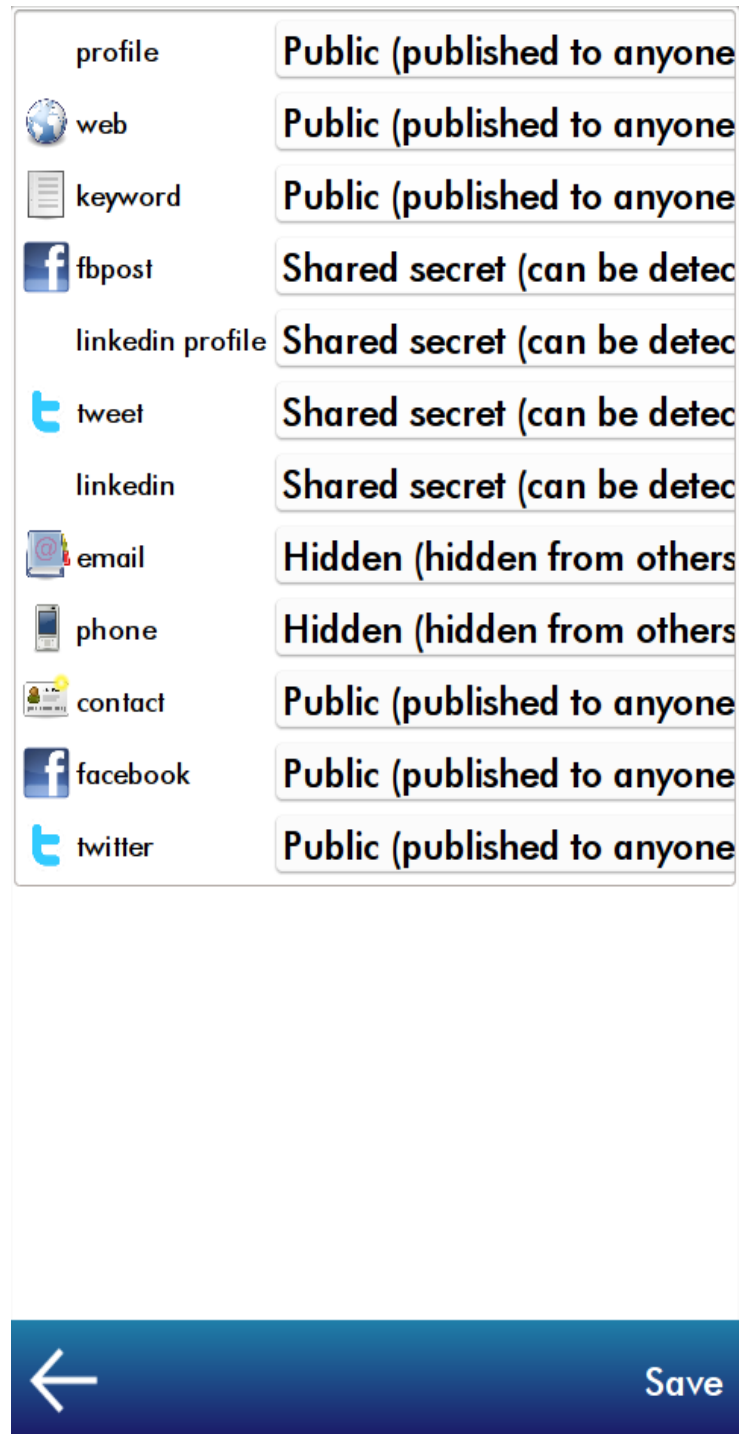 profile Public (published to anyone
web Public (published to anyone
keyword Public (published to anyone
fbpost Shared secret (can be detec
linkedin profile Shared secret (can be detec
tweet Shared secret (can be detec
linkedin Shared secret (can be detec
email Hidden (hidden from others
phone Hidden (hidden from others
contact Public (published to anyone
facebook Public (published to anyone
twitter Public (published to anyone
Save